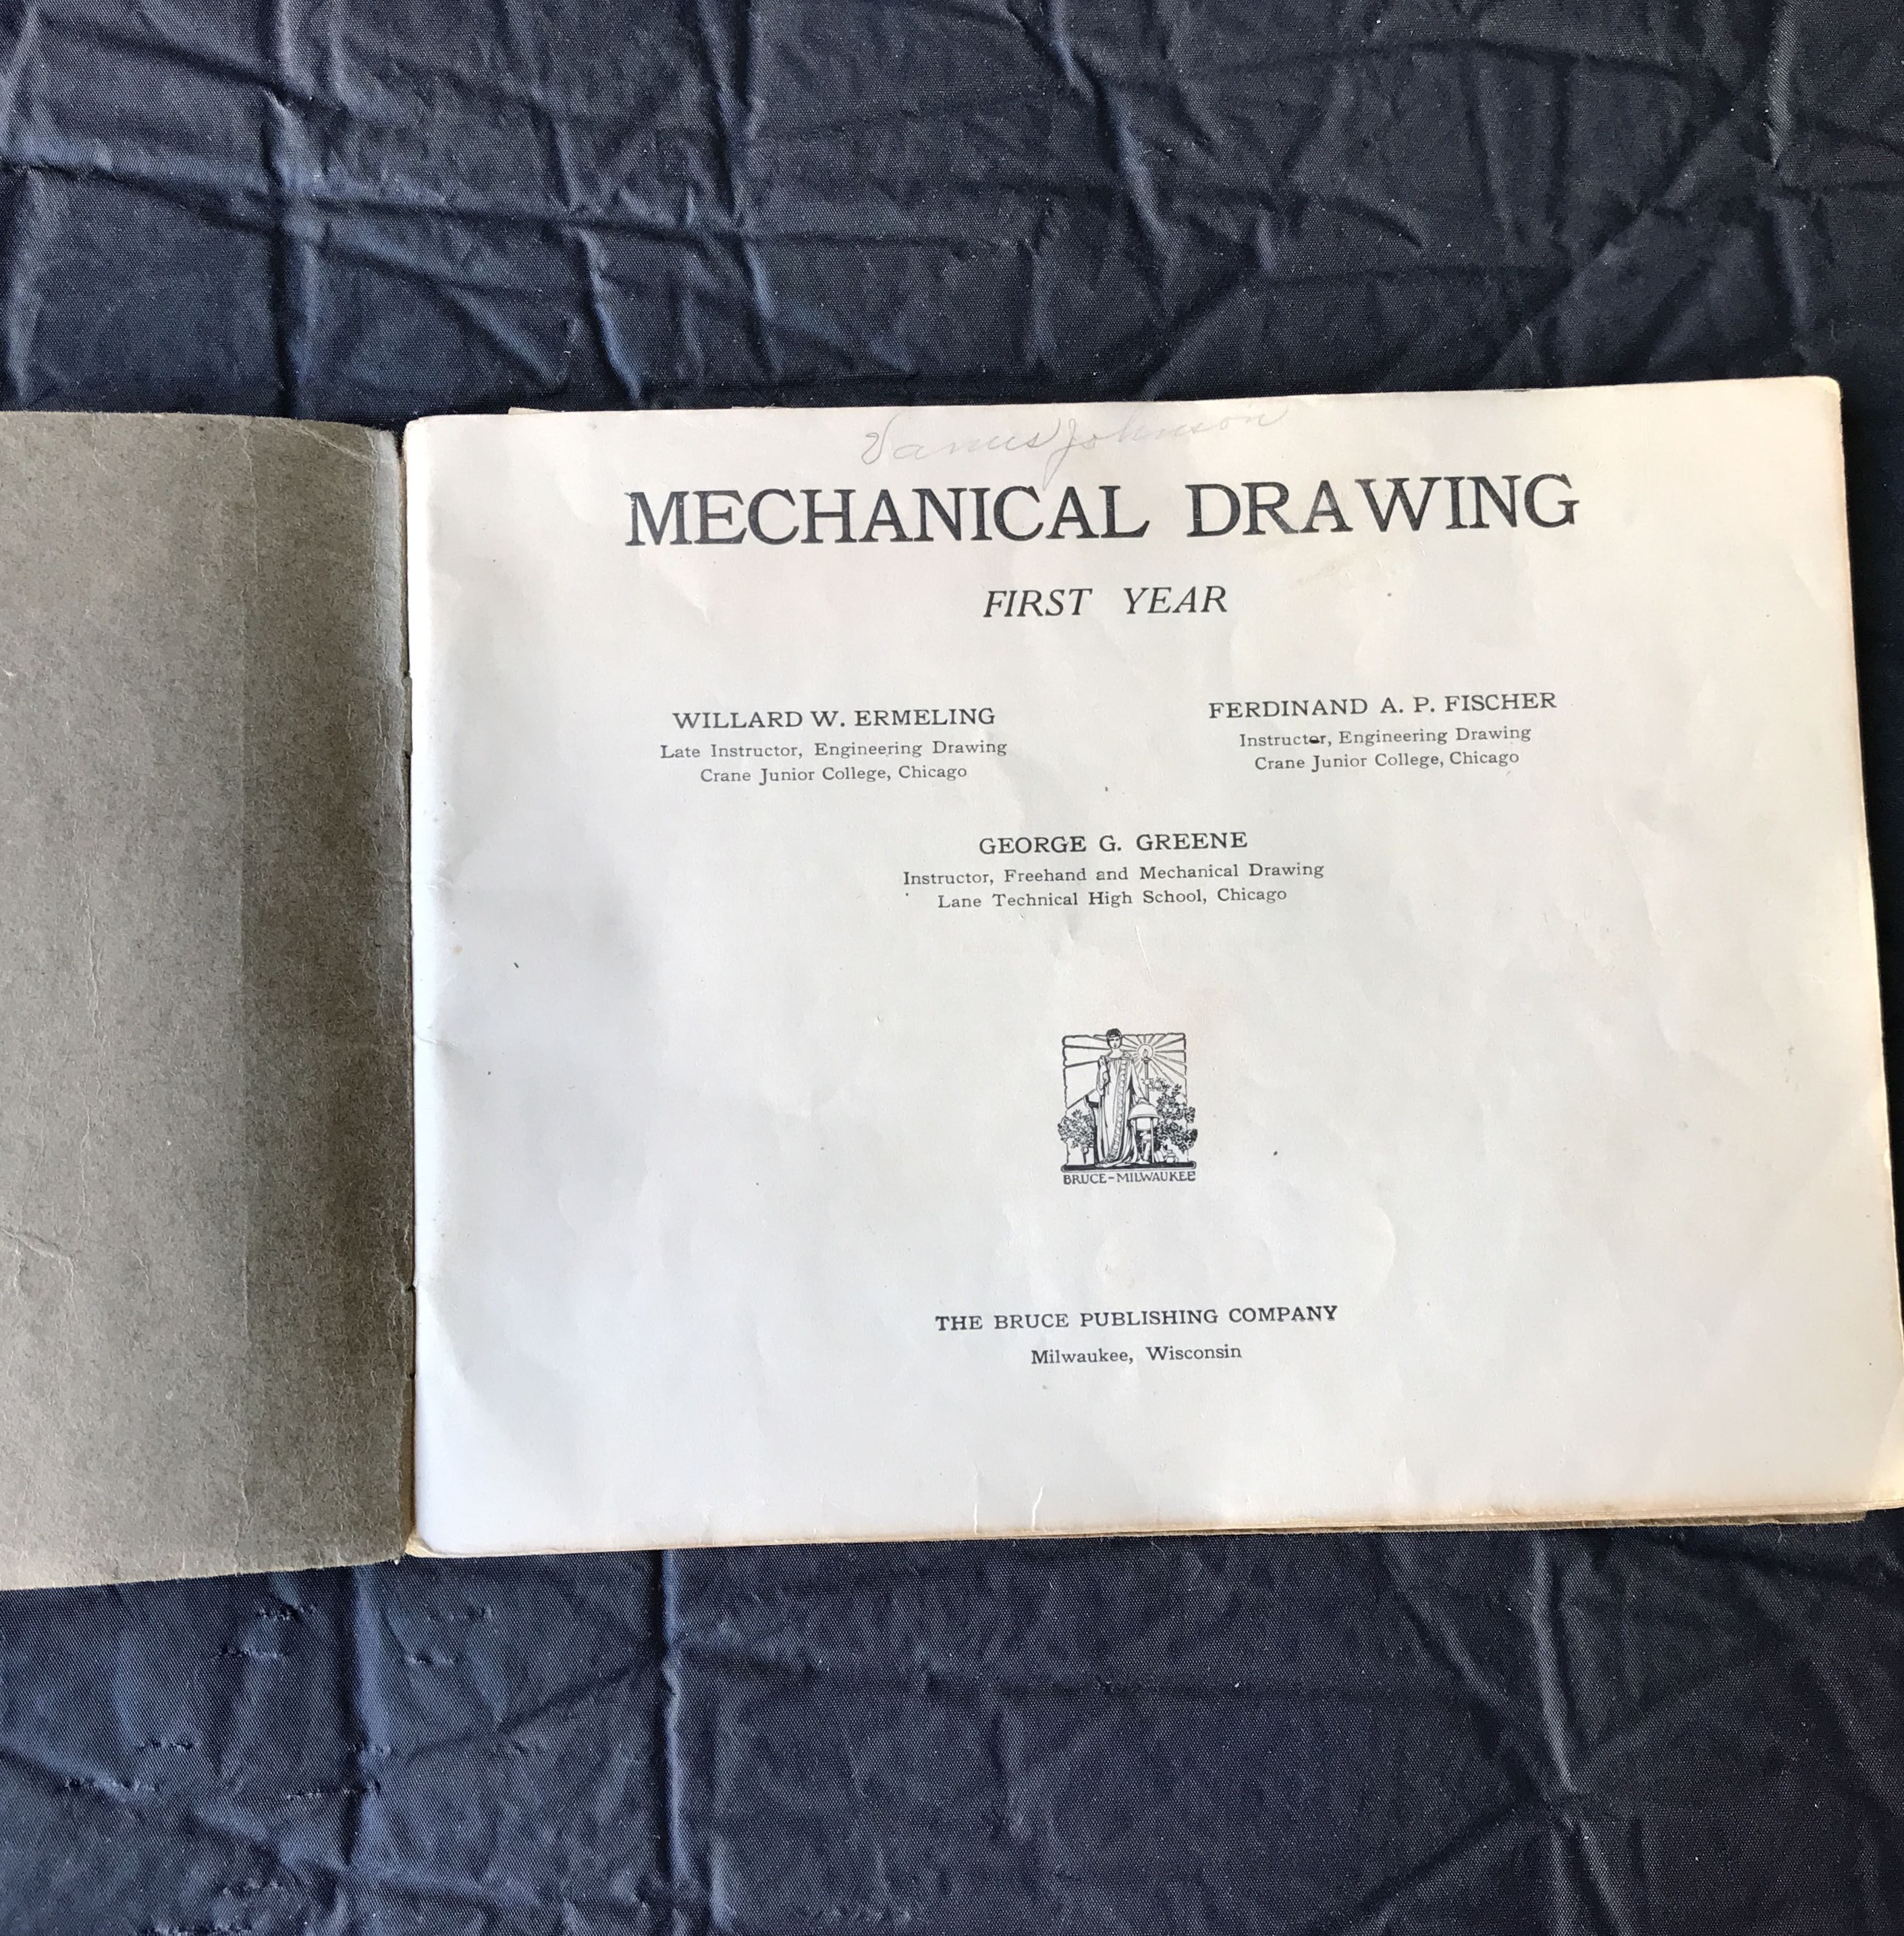 Johnson
MECHANICAL DRAWING
FIRST YEAR
WILLARD W. ERMELING
Late Instructor, Engineering Drawing
Crane Junior College, Chicago
FERDINAND A. P. FISCHER
Instructor, Engineering Drawing
Crane Junior College, Chicago
GEORGE G. GREENE
Instructor, Freehand and Mechanical Drawing
Lane Technical High School, Chicago
BRUCE-MILWAUKEE
THE BRUCE PUBLISHING COMPANY
Milwaukee, Wisconsin